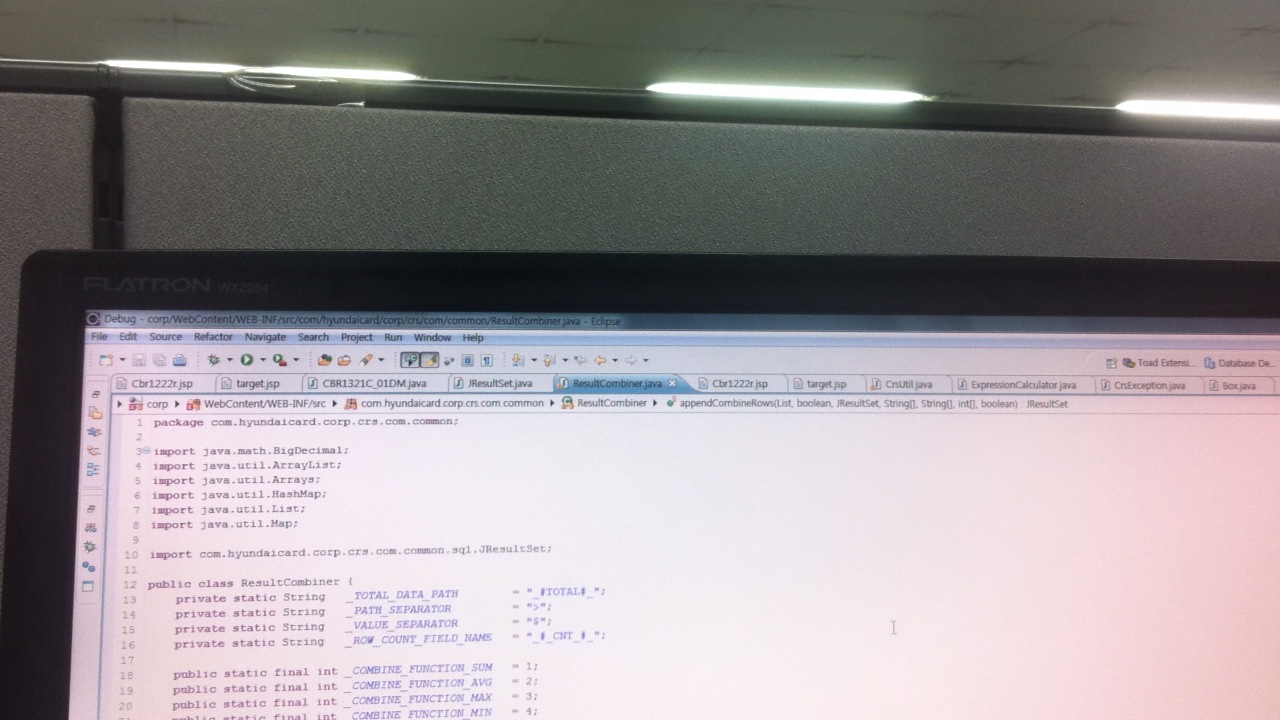 FLATRON WX2254
Debug - corp/WebContent/WEB-INF/src/com/hyundaicard/corp/crs/com/common/ResultCombiner.java - Eclipse
File Edit Source Refactor Navigate Search Project Run Window Help
Toad Extensi... Database De...
Cbr1222r.jsp target.jsp CBR1321C_01DM.java JResultSet.java ResultCombiner.java Cbr1222r.jsp target.jsp CrsUtil.java ExpressionCalculator.java CrsException.java Box.java
corp WebContent/WEB-INF/src com.hyundaicard.corp.crs.com.common ResultCombiner appendCombineRows(List, boolean, JResultSet, String[], String[], int[], boolean) : JResultSet
1 package com.hyundaicard.corp.crs.com.common;
2
3 import java.math.BigDecimal;
4 import java.util.ArrayList;
5 import java.util.Arrays;
6 import java.util.HashMap;
7 import java.util.List;
8 import java.util.Map;
9
10 import com.hyundaicard.corp.crs.com.common.sql.JResultSet;
11
12 public class ResultCombiner {
13 private static String _TOTAL_DATA_PATH = "_#TOTAL#_";
14 private static String _PATH_SEPARATOR = ">";
15 private static String _VALUE_SEPARATOR = "§";
16 private static String _ROW_COUNT_FIELD_NAME = "_#_CNT_#_";
17
18 public static final int _COMBINE_FUNCTION_SUM = 1;
19 public static final int _COMBINE_FUNCTION_AVG = 2;
20 public static final int _COMBINE_FUNCTION_MAX = 3;
21 public static final int _COMBINE_FUNCTION_MIN = 4;